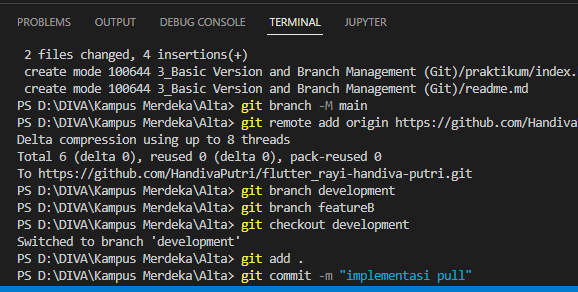 PROBLEMS OUTPUT DEBUG CONSOLE TERMINAL JUPYTER
2 files changed, 4 insertions(+)
create mode 100644 3_Basic Version and Branch Management (Git)/praktikum/index.
create mode 100644 3_Basic Version and Branch Management (Git)/readme.md
PS D:\DIVA\Kampus Merdeka\Alta> git branch -M main
PS D:\DIVA\Kampus Merdeka\Alta> git remote add origin https://github.com/Handiva
Delta compression using up to 8 threads
Total 6 (delta 0), reused 0 (delta 0), pack-reused 0
To https://github.com/HandivaPutri/flutter_rayi-handiva-putri.git
PS D:\DIVA\Kampus Merdeka\Alta> git branch development
PS D:\DIVA\Kampus Merdeka\Alta> git branch featureB
PS D:\DIVA\Kampus Merdeka\Alta> git checkout development
Switched to branch 'development'
PS D:\DIVA\Kampus Merdeka\Alta> git add .
PS D:\DIVA\Kampus Merdeka\Alta> git commit -m "implementasi pull"